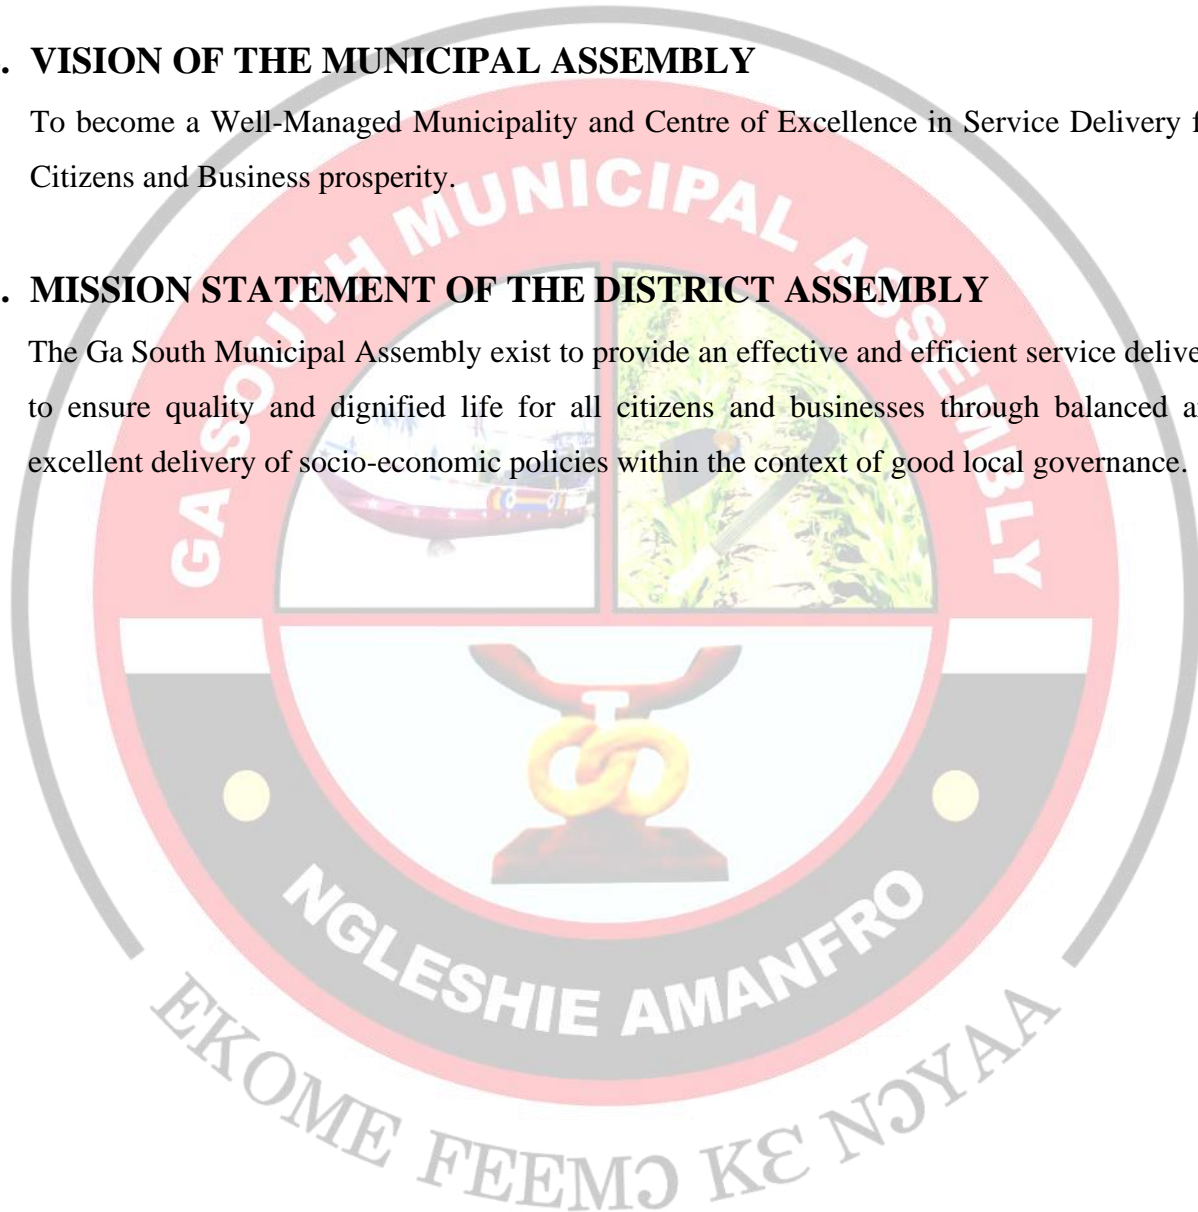 . VISION OF THE MUNICIPAL ASSEMBLY
To become a Well-Managed Municipality and Centre of Excellence in Service Delivery f
Citizens and Business prosperity.
. MISSION STATEMENT OF THE DISTRICT ASSEMBLY
The Ga South Municipal Assembly exist to provide an effective and efficient service delive
to ensure quality and dignified life for all citizens and businesses through balanced a
excellent delivery of socio-economic policies within the context of good local governance.
GA SOUTH MUNICIPAL ASSEMBLY
NGLESHIE AMANFRO
EKOME FEEMƆ KƐ NƆYAA